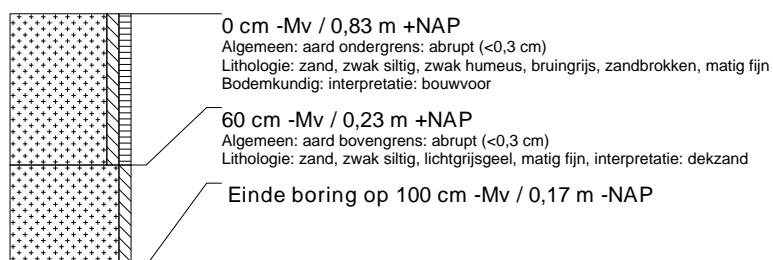 0 cm -Mv / 0,83 m +NAP
Algemeen: aard ondergrens: abrupt (<0,3 cm)
Lithologie: zand, zwak siltig, zwak humeus, bruingrijs, zandbrokken, matig fijn
Bodemkundig: interpretatie: bouwvoor
60 cm -Mv / 0,23 m +NAP
Algemeen: aard bovengrens: abrupt (<0,3 cm)
Lithologie: zand, zwak siltig, lichtgrijsgeel, matig fijn, interpretatie: dekzand
Einde boring op 100 cm -Mv / 0,17 m -NAP